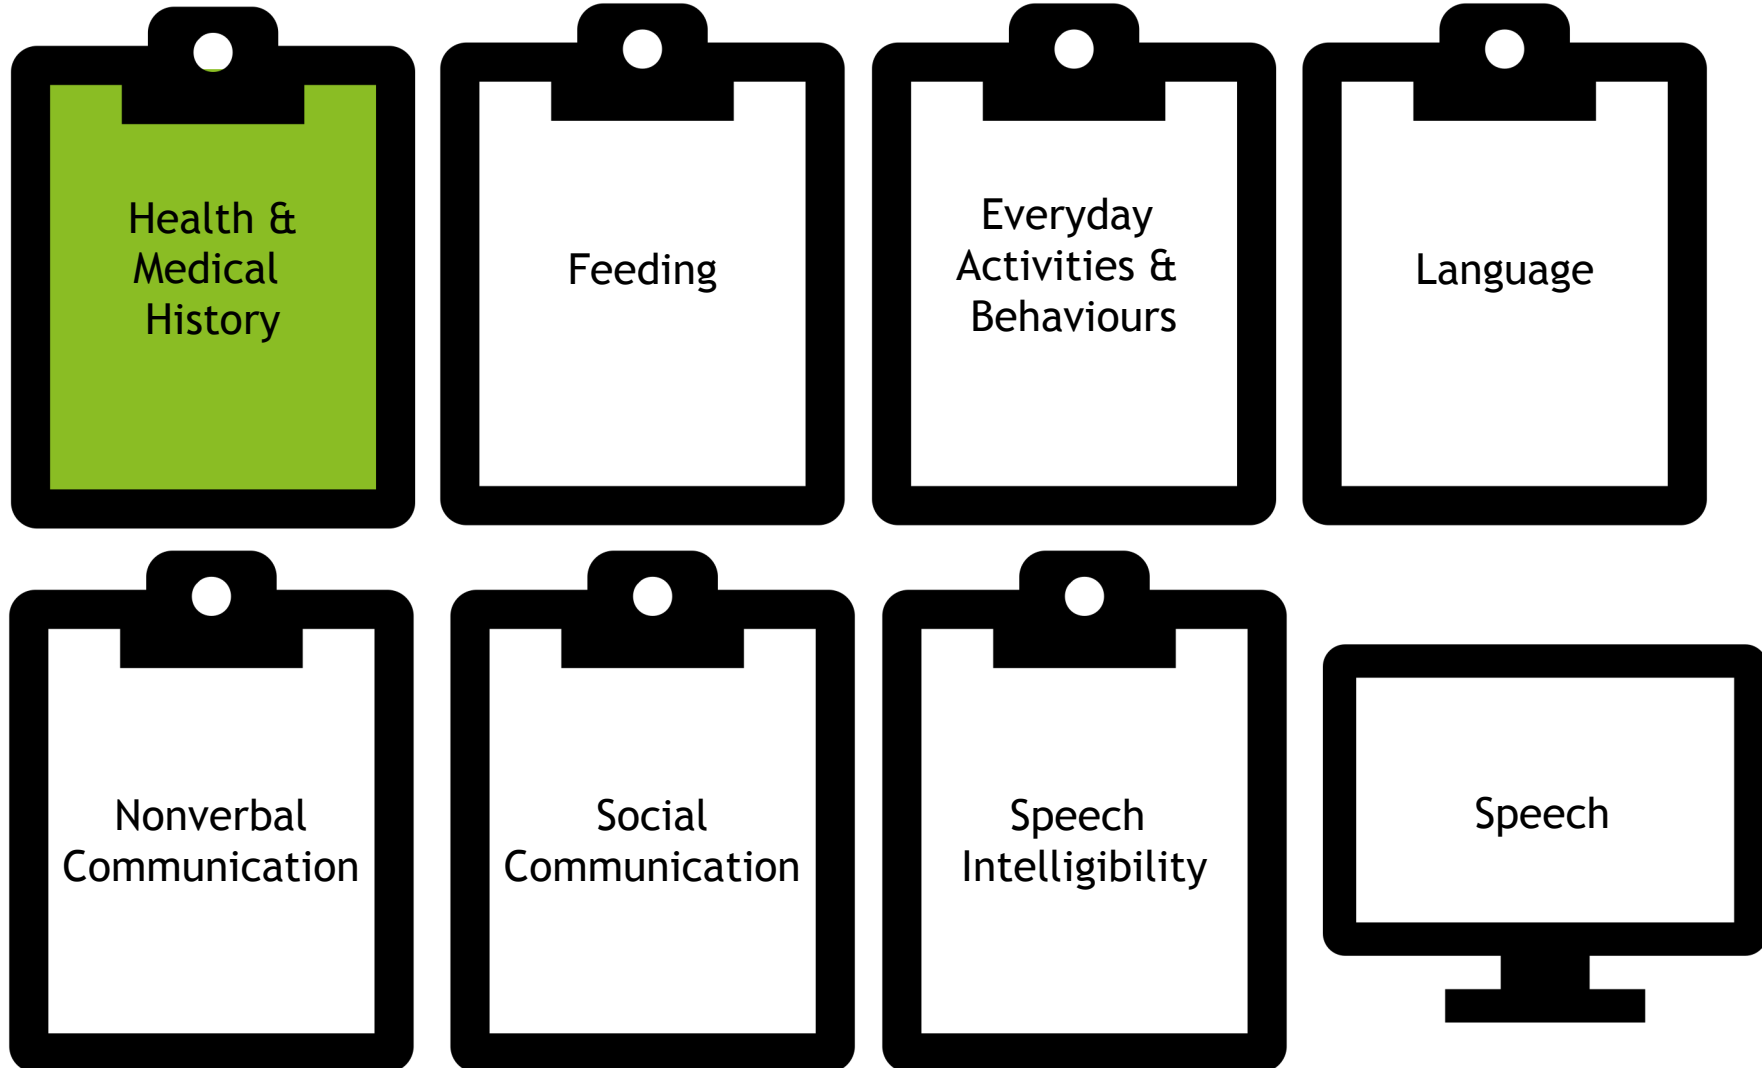 Health &
Medical
History
Feeding
Everyday
Activities &
Behaviours
Language
Nonverbal
Communication
Social
Communication
Speech
Intelligibility
Speech